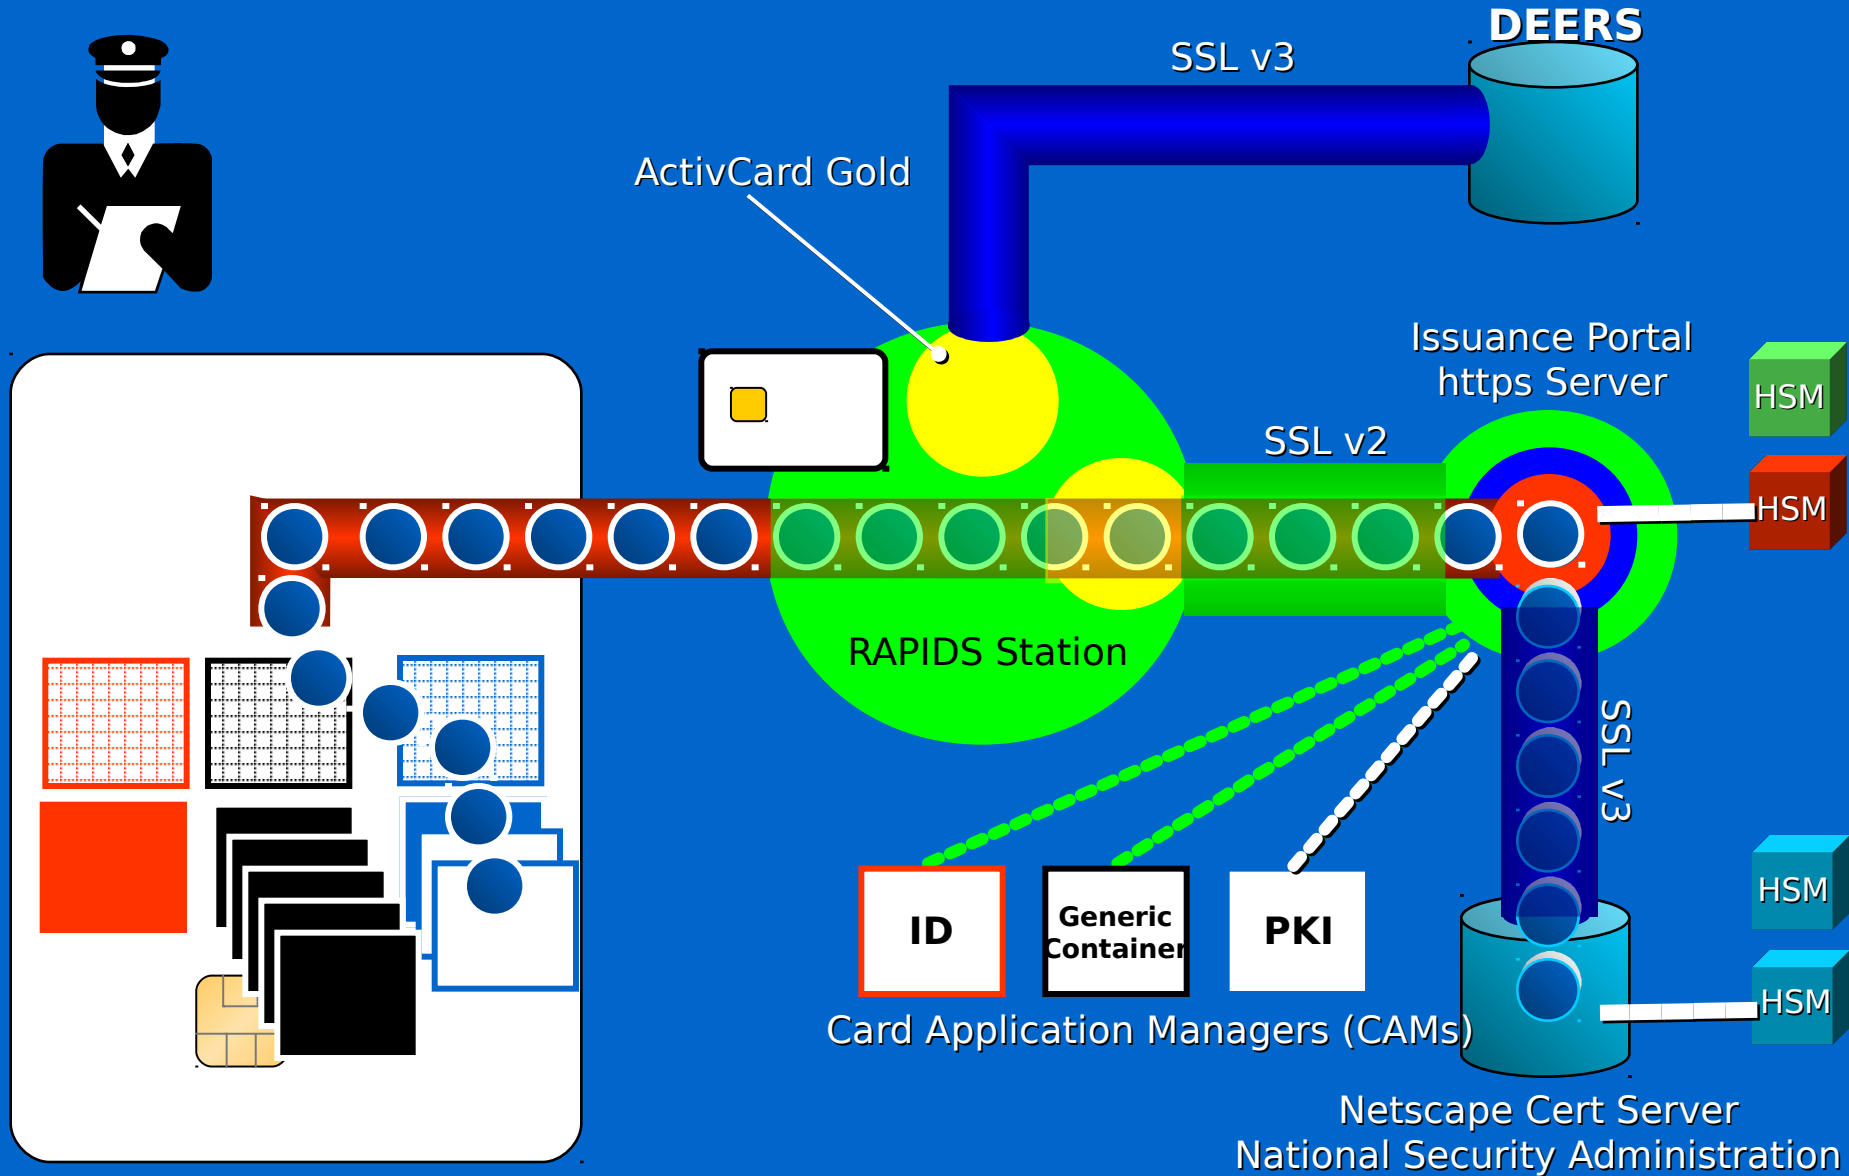 DEERS
SSL v3
ActivCard Gold
Issuance Portal
https Server
HSM
SSL v2
HSM
RAPIDS Station
SSL v3
HSM
ID
Generic
Container
PKI
HSM
Card Application Managers (CAMs)
Netscape Cert Server
National Security Administration